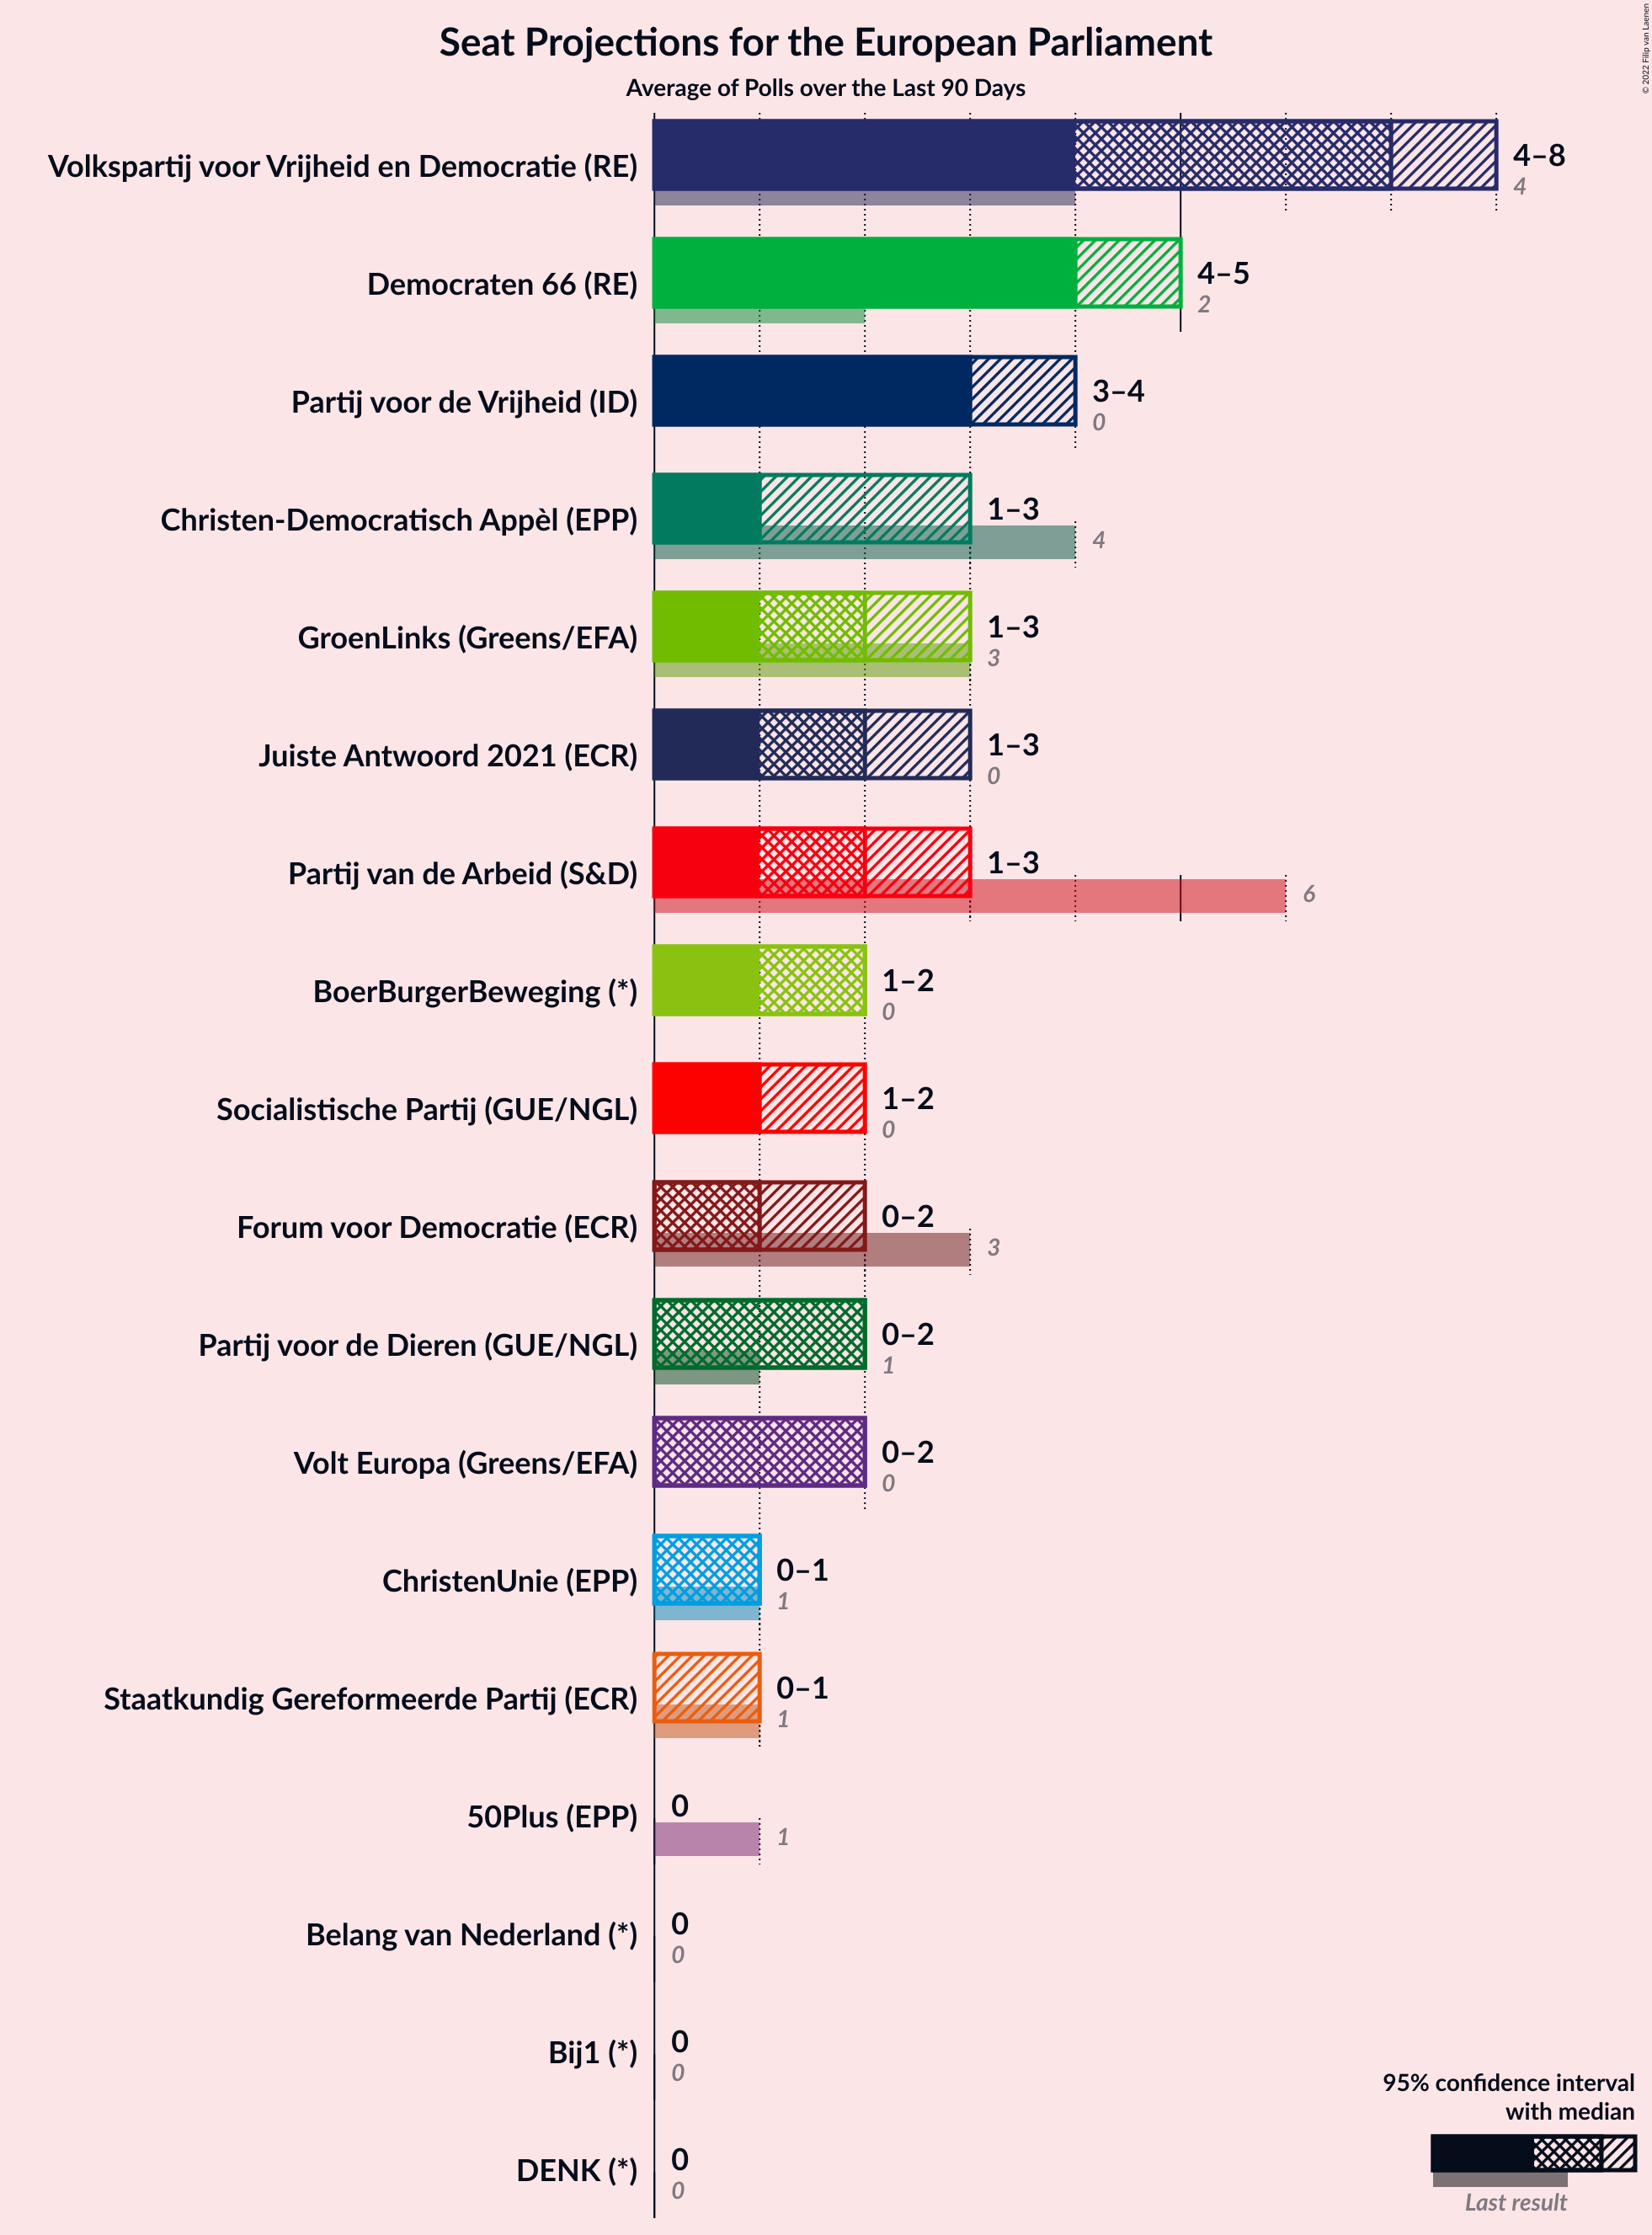 Seat Projections for the European Parliament
Average of Polls over the Last 90 Days
© 2022 Filip van Laenen
Volkspartij voor Vrijheid en Democratie (RE)
4–8
4
Democraten 66 (RE)
4–5
2
Partij voor de Vrijheid (ID)
3–4
0
Christen-Democratisch Appèl (EPP)
1–3
4
GroenLinks (Greens/EFA)
1–3
3
Juiste Antwoord 2021 (ECR)
1–3
0
Partij van de Arbeid (S&D)
1–3
6
BoerBurgerBeweging (*)
1–2
0
Socialistische Partij (GUE/NGL)
1–2
0
Forum voor Democratie (ECR)
0–2
3
Partij voor de Dieren (GUE/NGL)
0–2
1
Volt Europa (Greens/EFA)
0–2
0
ChristenUnie (EPP)
0–1
1
Staatkundig Gereformeerde Partij (ECR)
0–1
1
50Plus (EPP)
0
1
Belang van Nederland (*)
0
0
Bij1 (*)
0
0
DENK (*)
0
0
95% confidence interval
with median
Last result